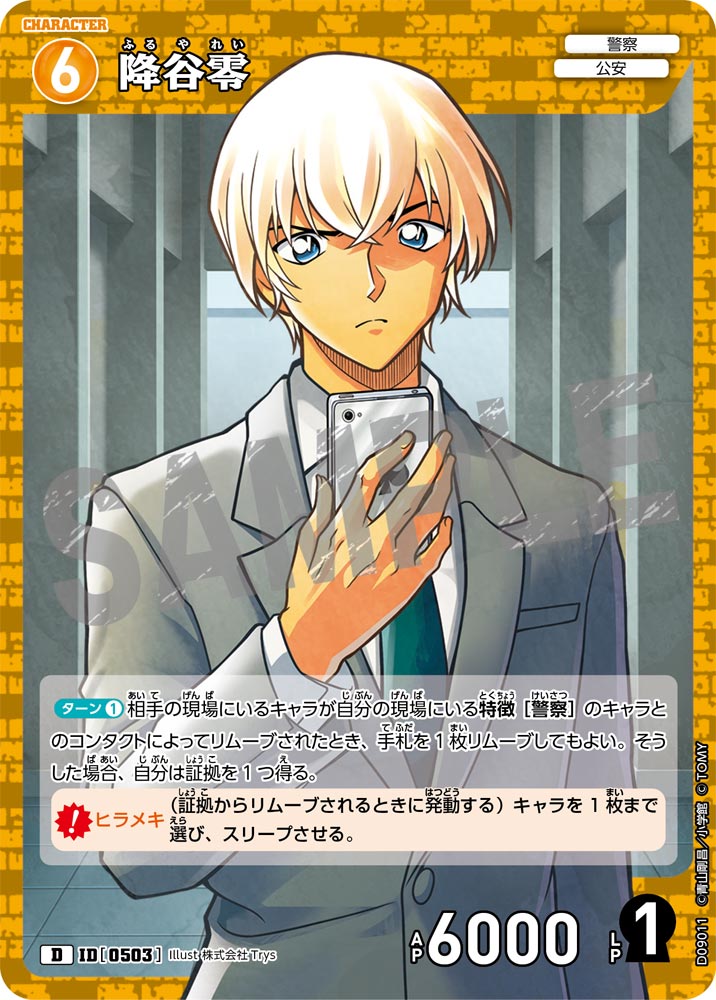 CHARACTER
6
ふるやれい
降谷零
警察
公安
SAMPLE
ターン1 相手の現場にいるキャラが自分の現場にいる特徴［警察］のキャラと
のコンタクトによってリムーブされたとき、手札を1枚リムーブしてもよい。そう
した場合、自分は証拠を1つ得る。
ヒラメキ（証拠からリムーブされるときに発動する）キャラを1枚まで
選び、スリープさせる。
AP 6000
LP 1
D ID[0503] Illust 株式会社Trys
D09011 ©青山剛昌／小学館 ©TOMY